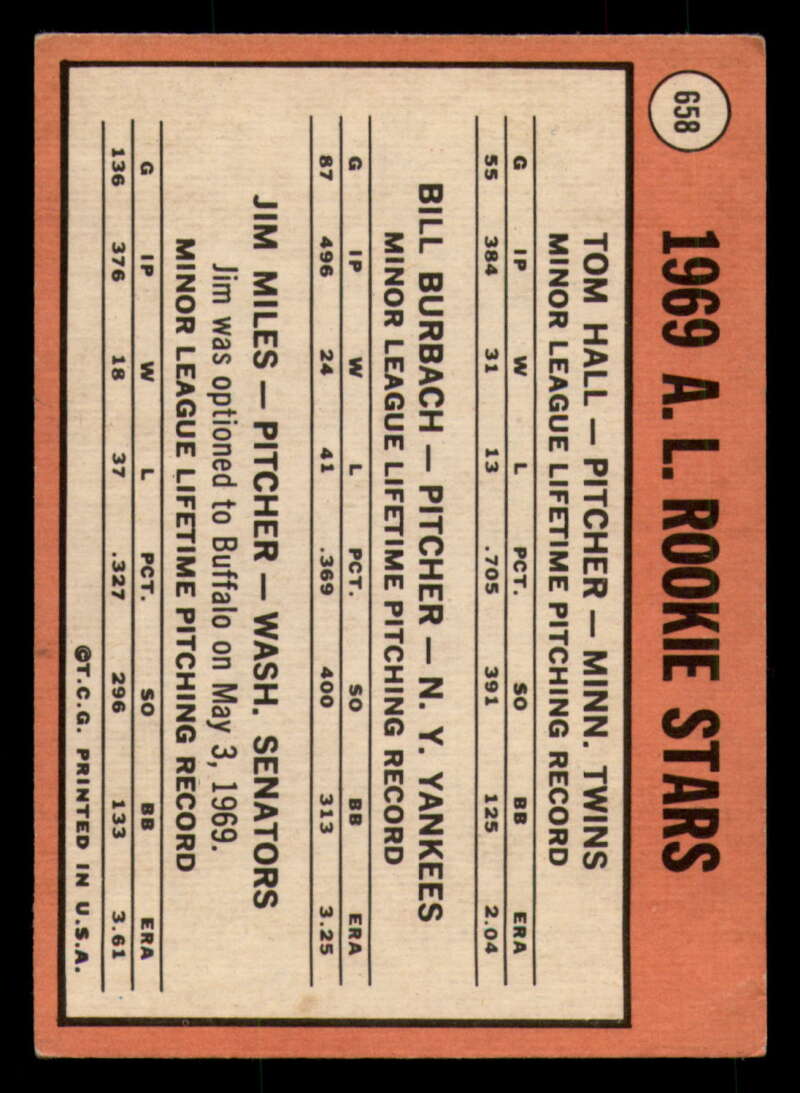 658
1969 A. L. ROOKIE STARS
TOM HALL — PITCHER — MINN. TWINS
MINOR LEAGUE LIFETIME PITCHING RECORD
G IP W L PCT. SO BB ERA
55 384 31 13 .705 391 125 2.04
BILL BURBACH — PITCHER — N. Y. YANKEES
MINOR LEAGUE LIFETIME PITCHING RECORD
G IP W L PCT. SO BB ERA
87 496 24 41 .369 400 313 3.25
JIM MILES — PITCHER — WASH. SENATORS
Jim was optioned to Buffalo on May 3, 1969.
MINOR LEAGUE LIFETIME PITCHING RECORD
G IP W L PCT. SO BB ERA
136 376 18 37 .327 296 133 3.61
©T.C.G. PRINTED IN U.S.A.